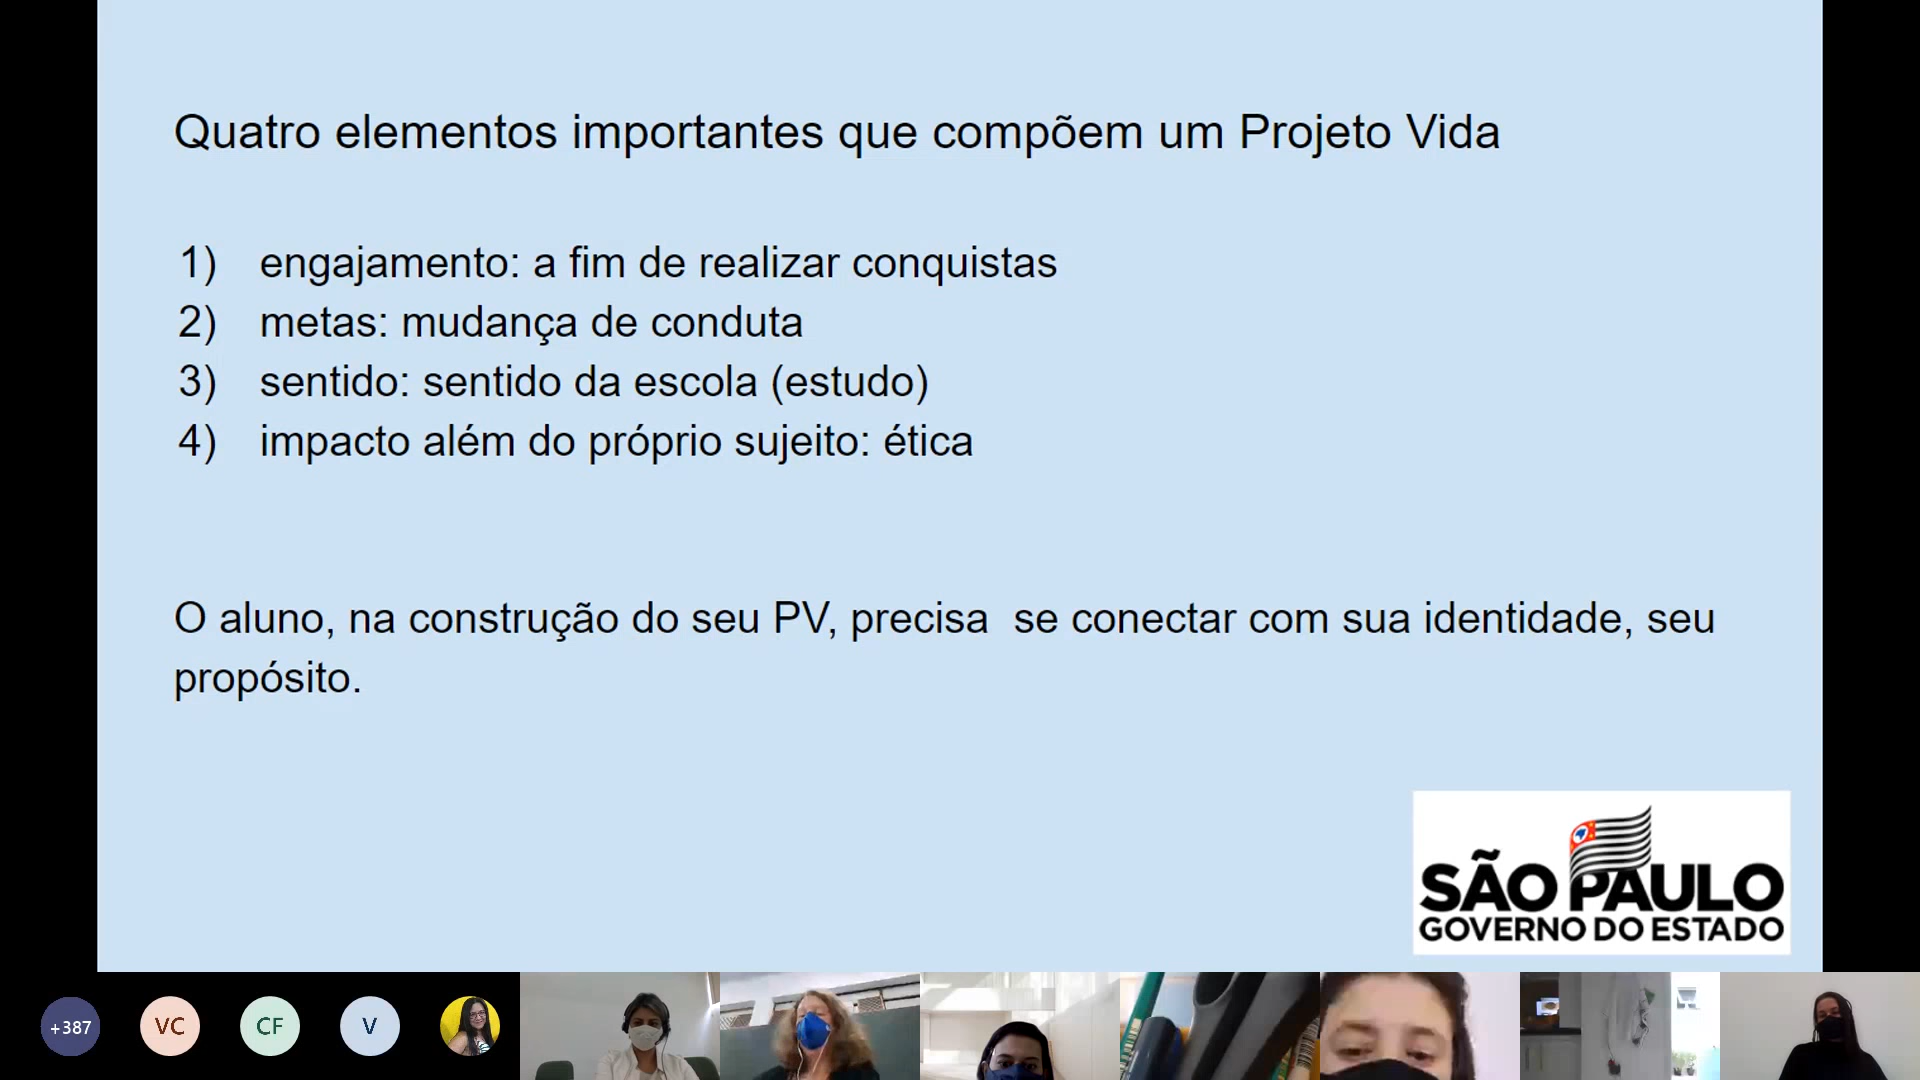 Quatro elementos importantes que compõem um Projeto Vida
1) engajamento: a fim de realizar conquistas
2) metas: mudança de conduta
3) sentido: sentido da escola (estudo)
4) impacto além do próprio sujeito: ética
O aluno, na construção do seu PV, precisa  se conectar com sua identidade, seu
propósito.
SÃO PAULO
GOVERNO DO ESTADO
+387
VC
CF
V